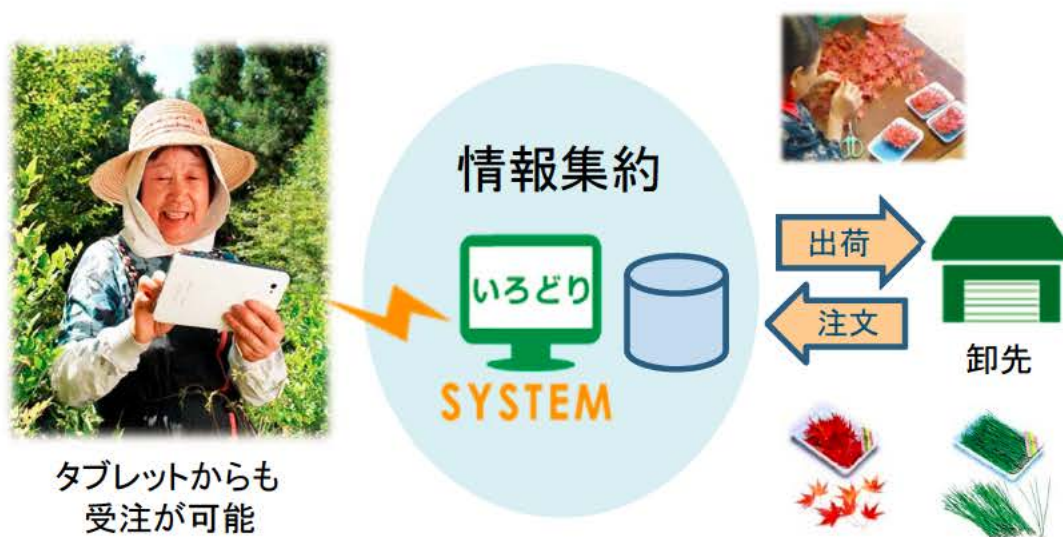 情報集約
いろどり
SYSTEM
出荷
注文
卸先
タブレットからも
受注が可能